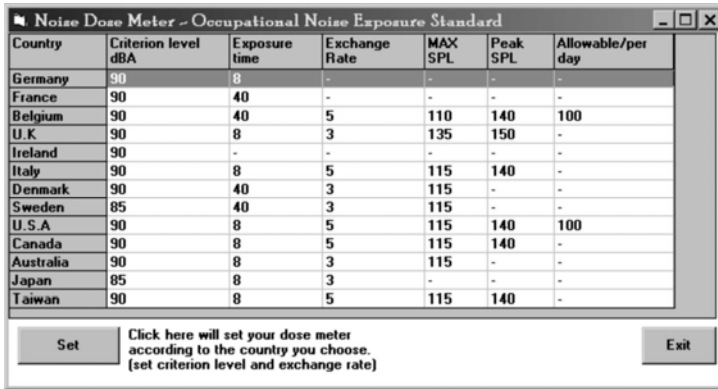 Noise Dose Meter - Occupational Noise Exposure Standard
Country Criterion level dBA Exposure time Exchange Rate MAX SPL Peak SPL Allowable/per day
Germany 90 8 - - - -
France 90 40 - - - -
Belgium 90 40 5 110 140 100
U.K 90 8 3 135 150 -
Ireland 90 - - - - -
Italy 90 8 5 115 140 -
Denmark 90 40 3 115 - -
Sweden 85 40 3 115 - -
U.S.A 90 8 5 115 140 100
Canada 90 8 5 115 140 -
Australia 90 8 3 115 - -
Japan 85 8 3 - - -
Taiwan 90 8 5 115 140 -
Set
Click here will set your dose meter
according to the country you choose.
(set criterion level and exchange rate)
Exit